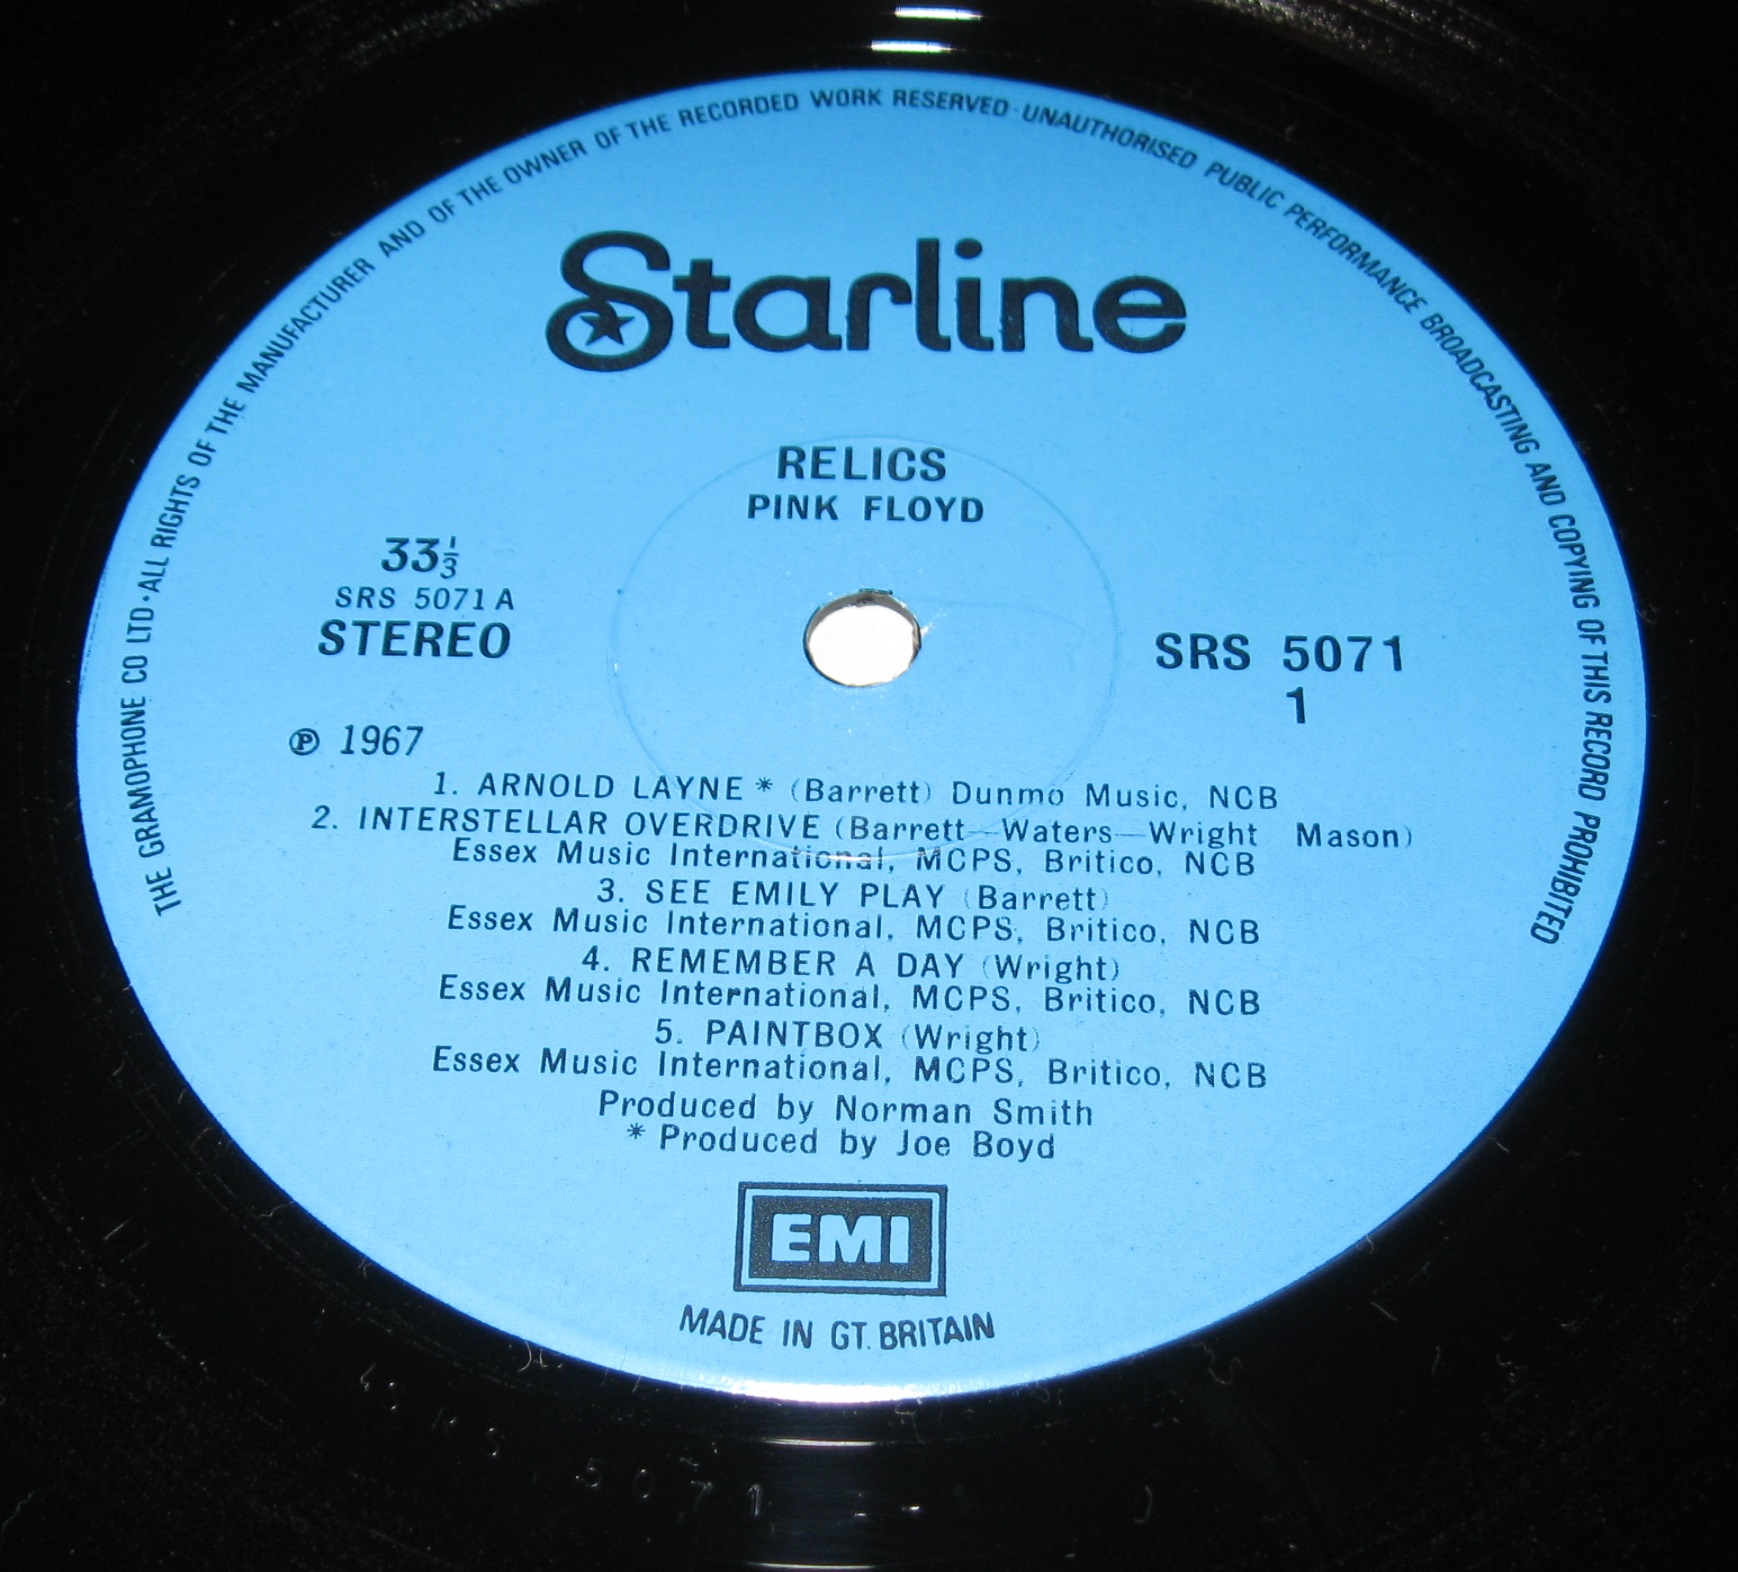 THE GRAMOPHONE CO LTD · ALL RIGHTS OF THE MANUFACTURER AND OF THE OWNER OF THE RECORDED WORK RESERVED · UNAUTHORISED PUBLIC PERFORMANCE BROADCASTING AND COPYING OF THIS RECORD PROHIBITED
Starline
RELICS
PINK FLOYD
33⅓
SRS 5071 A
STEREO
SRS 5071
1
℗ 1967
1. ARNOLD LAYNE * (Barrett) Dunmo Music, NCB
2. INTERSTELLAR OVERDRIVE (Barrett—Waters—Wright Mason)
Essex Music International, MCPS, Britico, NCB
3. SEE EMILY PLAY (Barrett)
Essex Music International, MCPS, Britico, NCB
4. REMEMBER A DAY (Wright)
Essex Music International, MCPS, Britico, NCB
5. PAINTBOX (Wright)
Essex Music International, MCPS, Britico, NCB
Produced by Norman Smith
* Produced by Joe Boyd
EMI
MADE IN GT. BRITAIN
5071